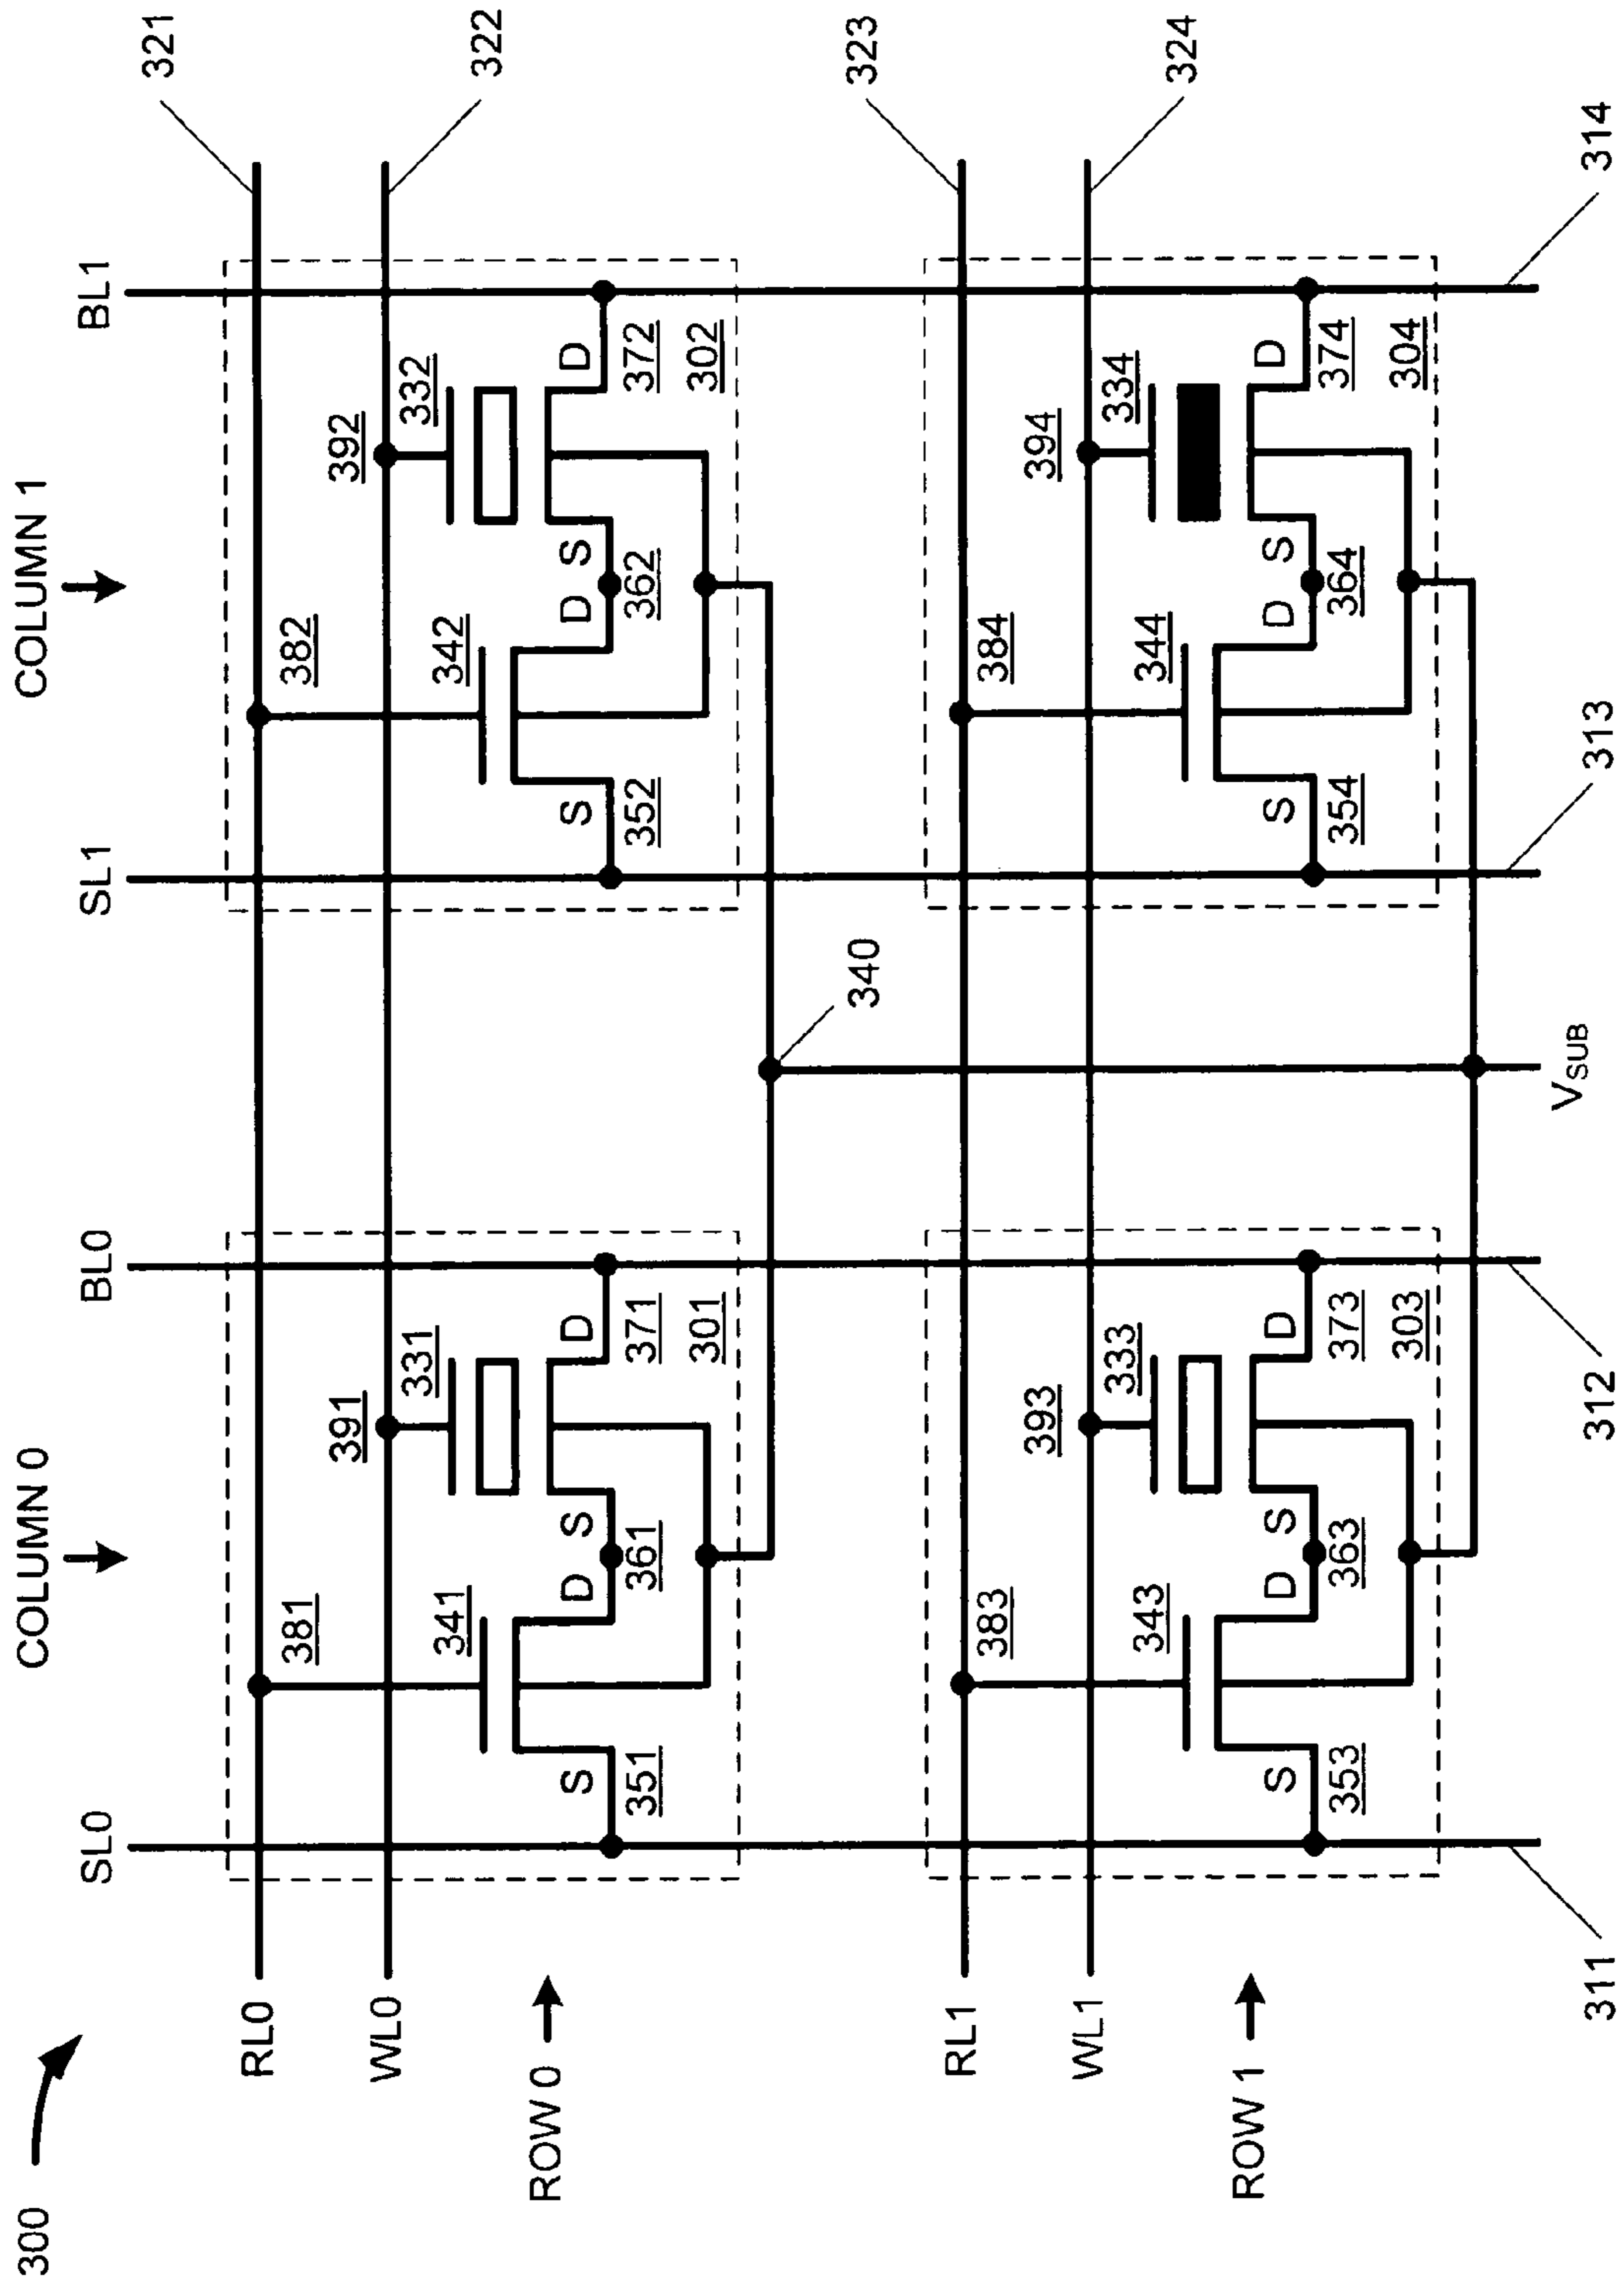 300
COLUMN 0
COLUMN 1
SL0
BL0
SL1
BL1
321
RL0
381
382
322
WL0
391
392
331
332
341
342
ROW 0
S
D
S
D
S
D
S
D
351
361
371
352
362
372
301
302
340
323
RL1
383
384
324
WL1
393
394
333
334
343
344
ROW 1
S
D
S
D
S
D
S
D
353
363
373
354
364
374
303
304
VSUB
311
312
313
314